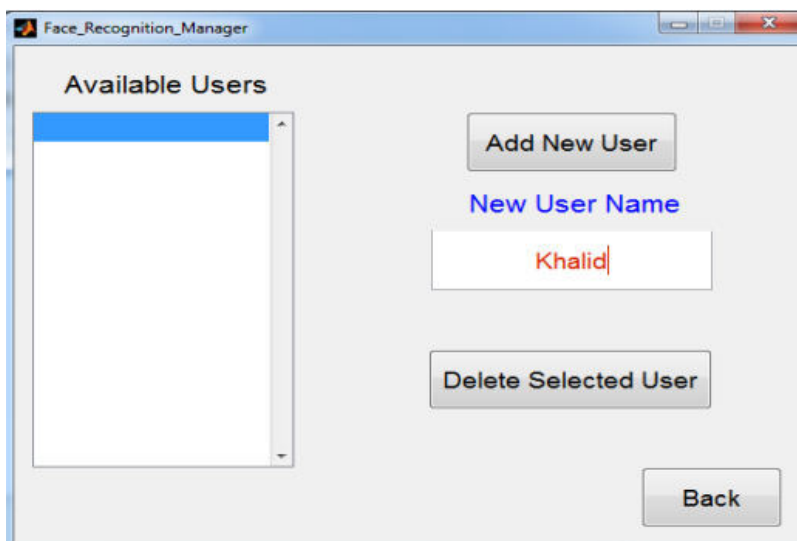 Face_Recognition_Manager
Available Users
Add New User
New User Name
Khalid
Delete Selected User
Back